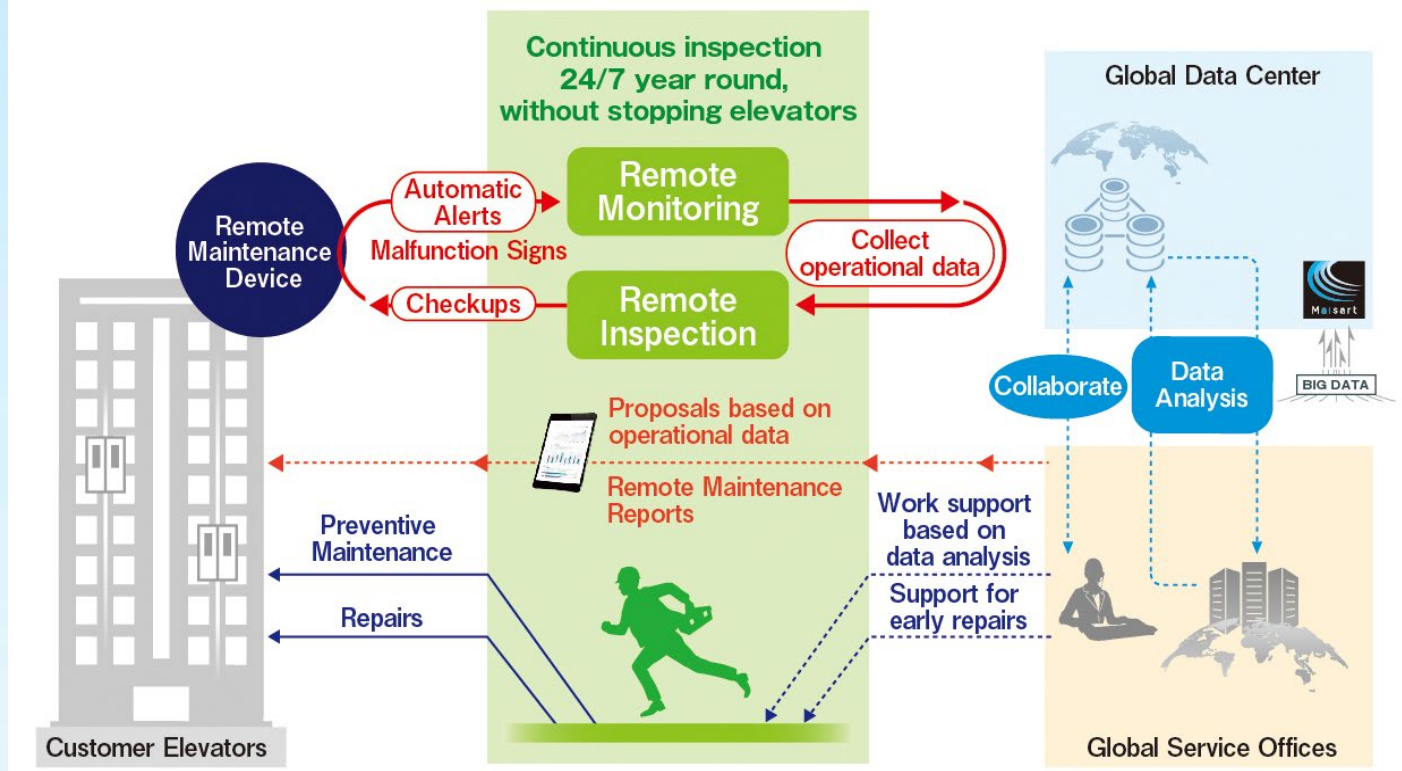 Continuous inspection
24/7 year round,
without stopping elevators
Global Data Center
Remote
Maintenance
Device
Automatic
Alerts
Malfunction Signs
Checkups
Remote
Monitoring
Remote
Inspection
Collect
operational data
Maisart
BIG DATA
Collaborate
Data
Analysis
Proposals based on
operational data
Remote Maintenance
Reports
Preventive
Maintenance
Repairs
Work support
based on
data analysis
Support for
early repairs
Customer Elevators
Global Service Offices